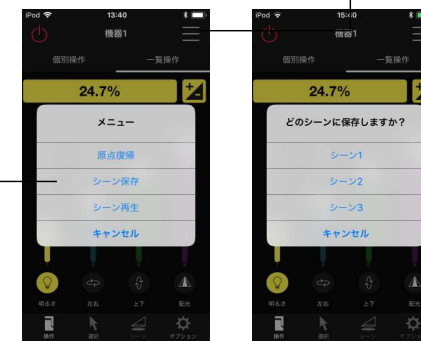 iPod 13:40
機器1
個別操作 一覧操作
24.7%
メニュー
原点復帰
シーン保存
シーン再生
キャンセル
明るさ 左右 上下 配光
操作 選択 シーン オプション
iPod 15:40
機器1
個別操作 一覧操作
24.7%
どのシーンに保存しますか？
シーン1
シーン2
シーン3
キャンセル
明るさ 左右 上下 配光
操作 選択 シーン オプション